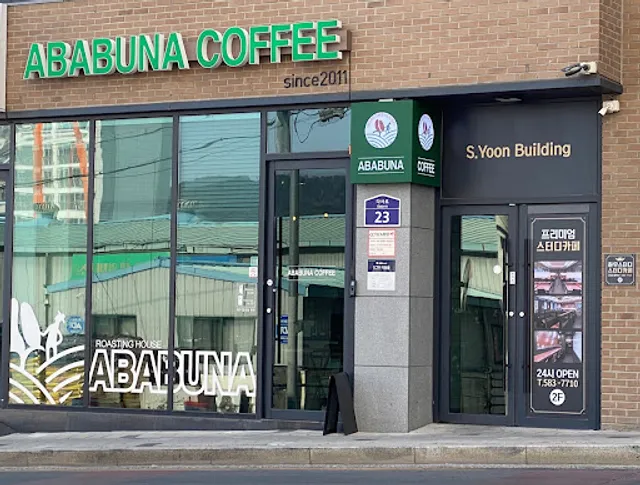 ABABUNA COFFEE
since2011
ABABUNA
COFFEE
S.Yoon Building
23
프리미엄
스터디카페
24시 OPEN
T.583-7710
2F
ABABUNA COFFEE
ROASTING HOUSE
ABABUNA